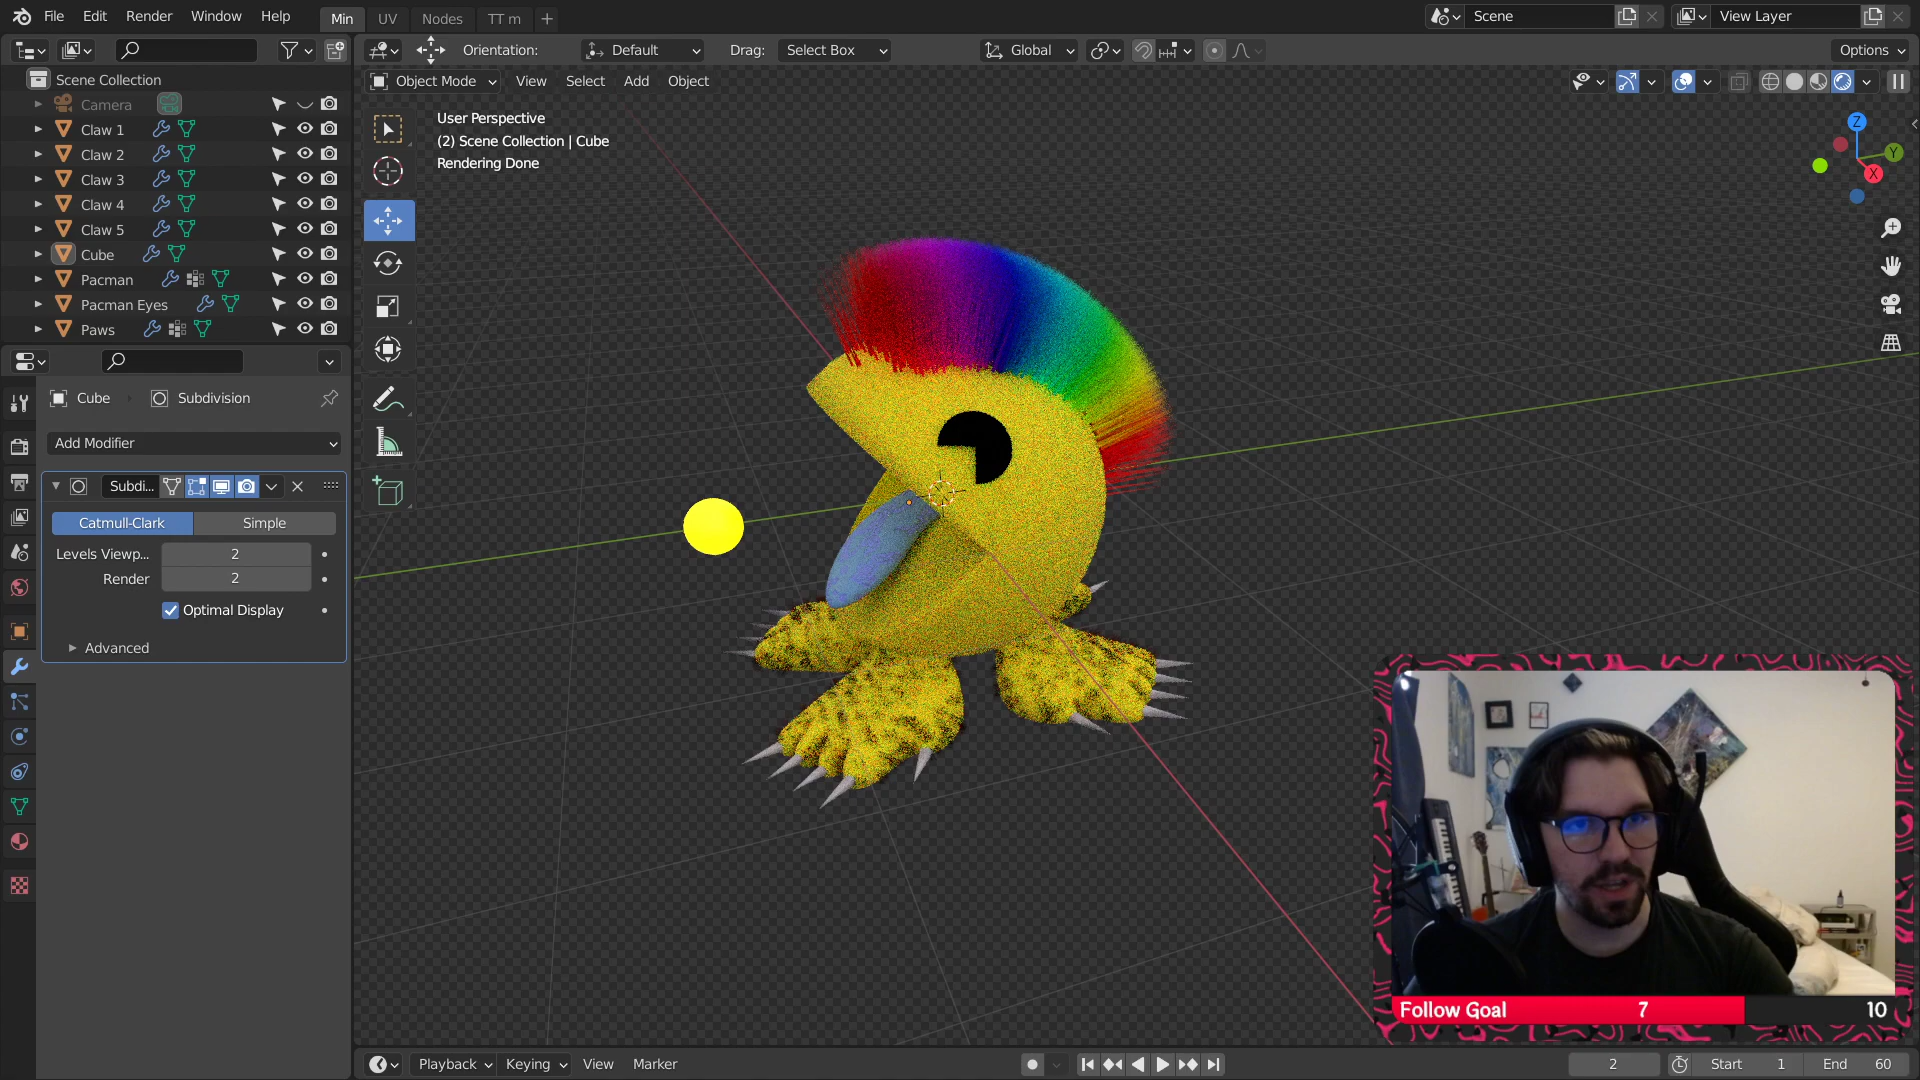 File Edit Render Window Help Min UV Nodes TT m + Scene View Layer
Orientation: Default Drag: Select Box Global Options
Scene Collection
Object Mode View Select Add Object
Camera
Claw 1
Claw 2
Claw 3
Claw 4
Claw 5
Cube
Pacman
Pacman Eyes
Paws
User Perspective
(2) Scene Collection | Cube
Rendering Done
Z
Y
X
Cube Subdivision
Add Modifier
Subdi...
Catmull-Clark Simple
Levels Viewp... 2
Render 2
Optimal Display
Advanced
Follow Goal 7 10
Playback Keying View Marker 2 Start 1 End 60